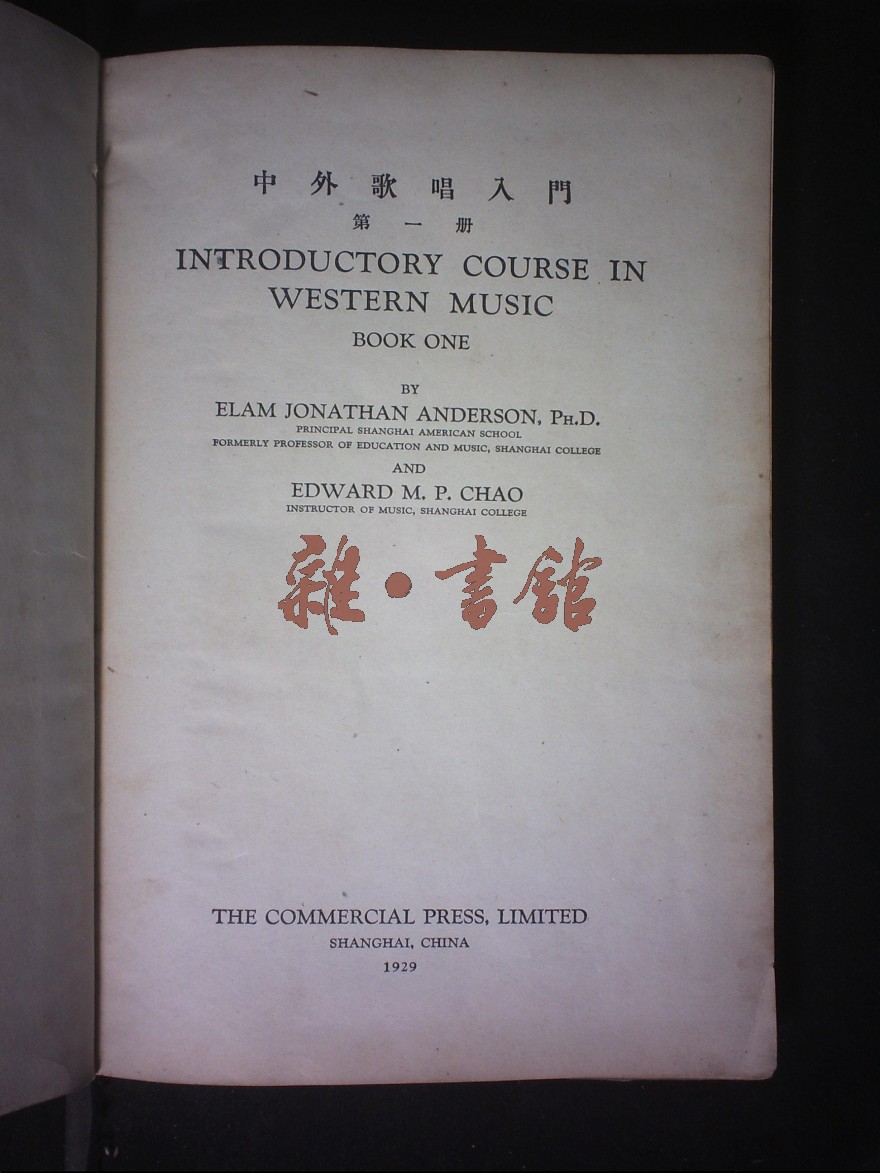 中外歌唱入門
第一册
INTRODUCTORY COURSE IN
WESTERN MUSIC
BOOK ONE
BY
ELAM JONATHAN ANDERSON, PH.D.
PRINCIPAL SHANGHAI AMERICAN SCHOOL
FORMERLY PROFESSOR OF EDUCATION AND MUSIC, SHANGHAI COLLEGE
AND
EDWARD M. P. CHAO
INSTRUCTOR OF MUSIC, SHANGHAI COLLEGE
雜·書館
THE COMMERCIAL PRESS, LIMITED
SHANGHAI, CHINA
1929